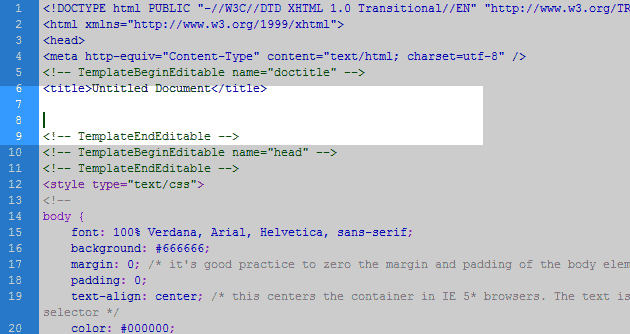 1 <!DOCTYPE html PUBLIC "-//W3C//DTD XHTML 1.0 Transitional//EN" "http://www.w3.org/TR
2 <html xmlns="http://www.w3.org/1999/xhtml">
3 <head>
4 <meta http-equiv="Content-Type" content="text/html; charset=utf-8" />
5 <!-- TemplateBeginEditable name="doctitle" -->
6 <title>Untitled Document</title>
7
8
9 <!-- TemplateEndEditable -->
10 <!-- TemplateBeginEditable name="head" -->
11 <!-- TemplateEndEditable -->
12 <style type="text/css">
13 <!--
14 body {
15 font: 100% Verdana, Arial, Helvetica, sans-serif;
16 background: #666666;
17 margin: 0; /* it's good practice to zero the margin and padding of the body elem
18 padding: 0;
19 text-align: center; /* this centers the container in IE 5* browsers. The text is
selector */
20 color: #000000;